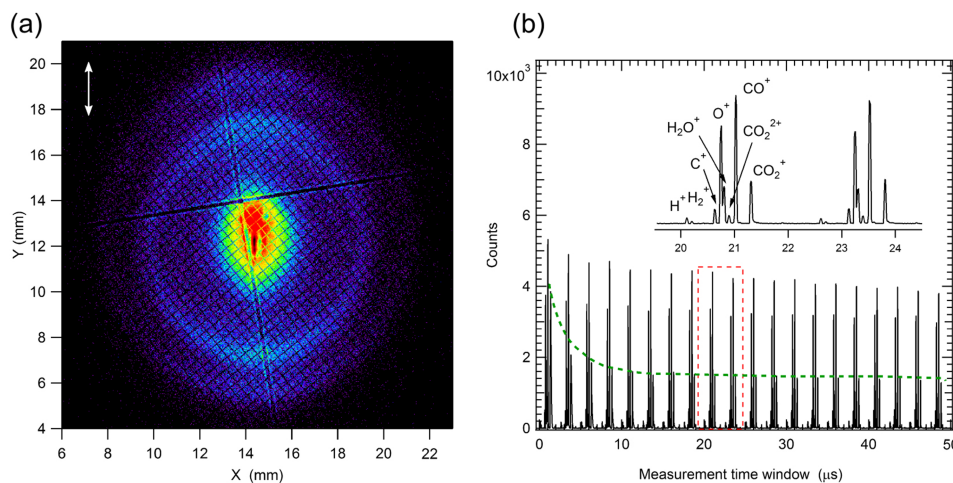 (a)
20
18
16
14
12
10
8
6
4
Y (mm)
6 8 10 12 14 16 18 20 22
X (mm)
(b)
10x10³
8
6
4
2
0
Counts
0 10 20 30 40 50
Measurement time window (μs)
H⁺
H₂⁺
C⁺
H₂O⁺
O⁺
CO⁺
CO₂²⁺
CO₂⁺
20 21 22 23 24